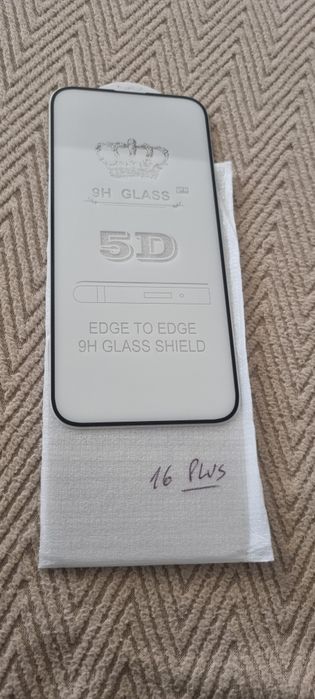 9H GLASS
5D
EDGE TO EDGE
9H GLASS SHIELD
16 PLUS